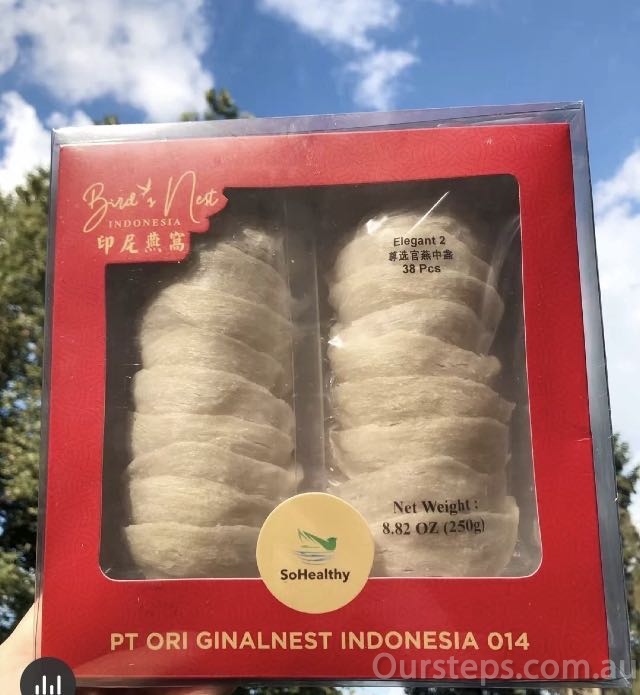 Bird's Nest
INDONESIA
印尼燕窩
Elegant 2
尊选官燕中盏
38 Pcs
Net Weight :
8.82 OZ (250g)
SoHealthy
PT ORI GINALNEST INDONESIA 014
Oursteps.com.au